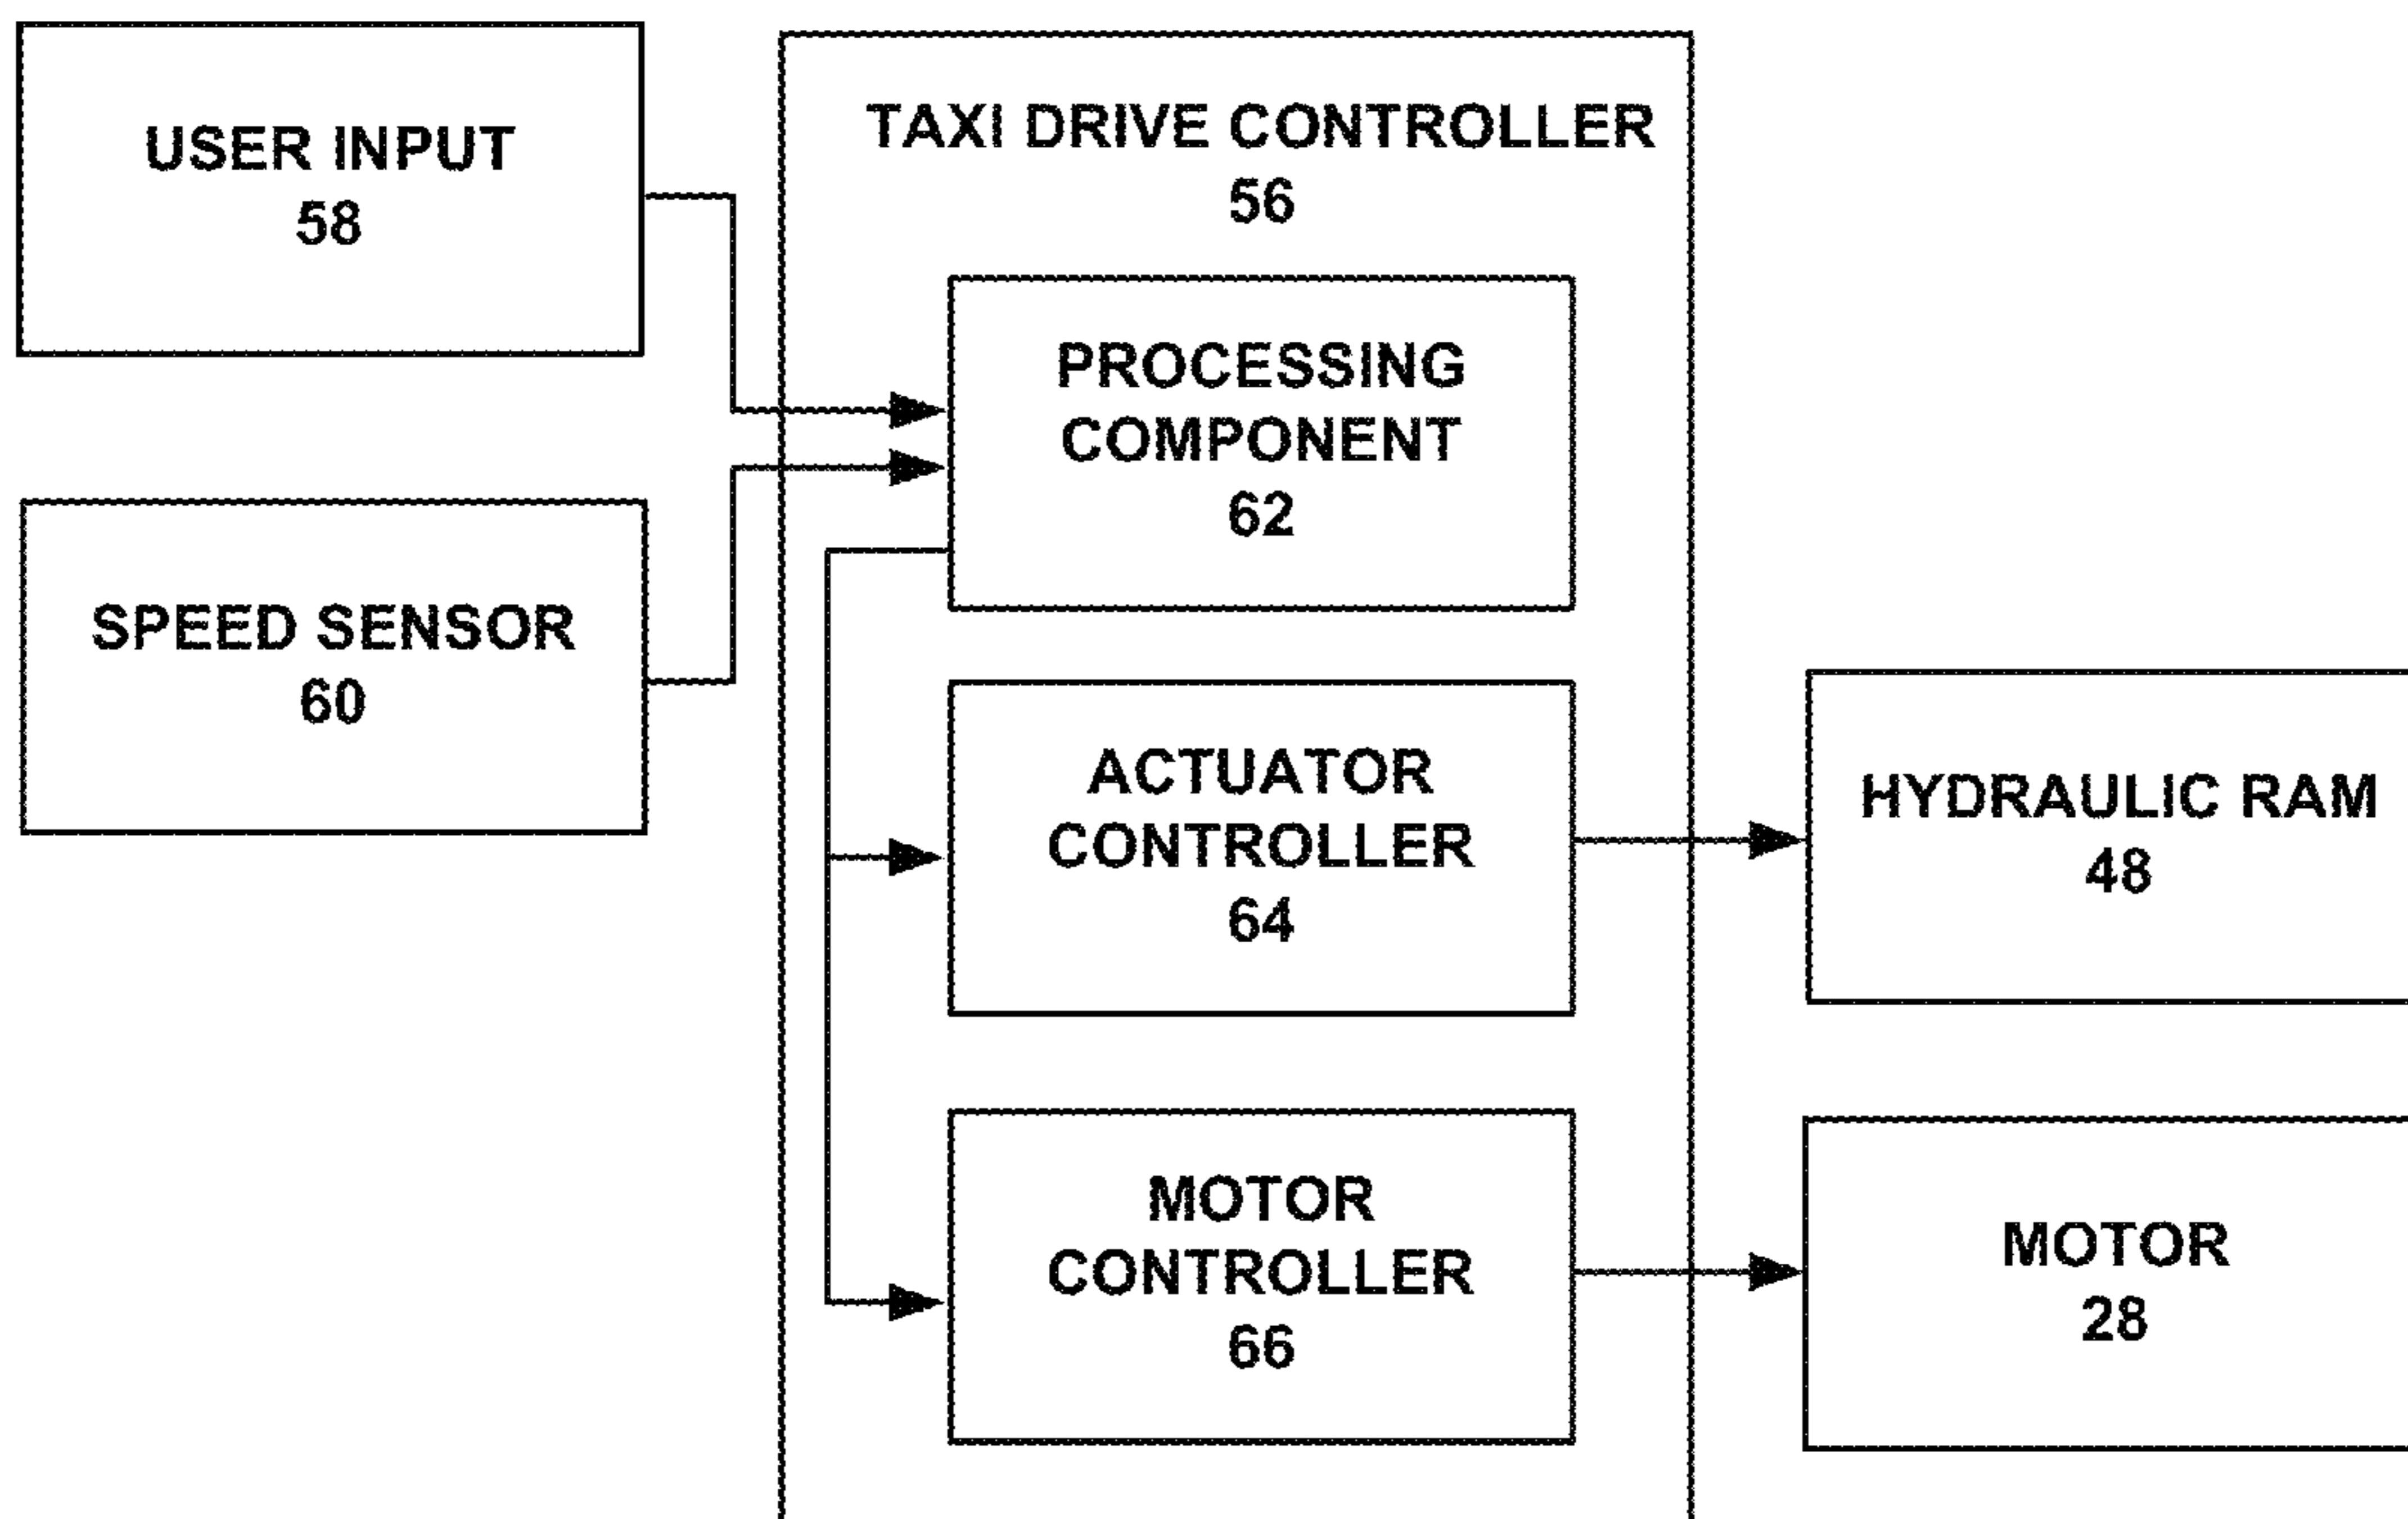 USER INPUT
58
SPEED SENSOR
60
TAXI DRIVE CONTROLLER
56
PROCESSING
COMPONENT
62
ACTUATOR
CONTROLLER
64
MOTOR
CONTROLLER
66
HYDRAULIC RAM
48
MOTOR
28